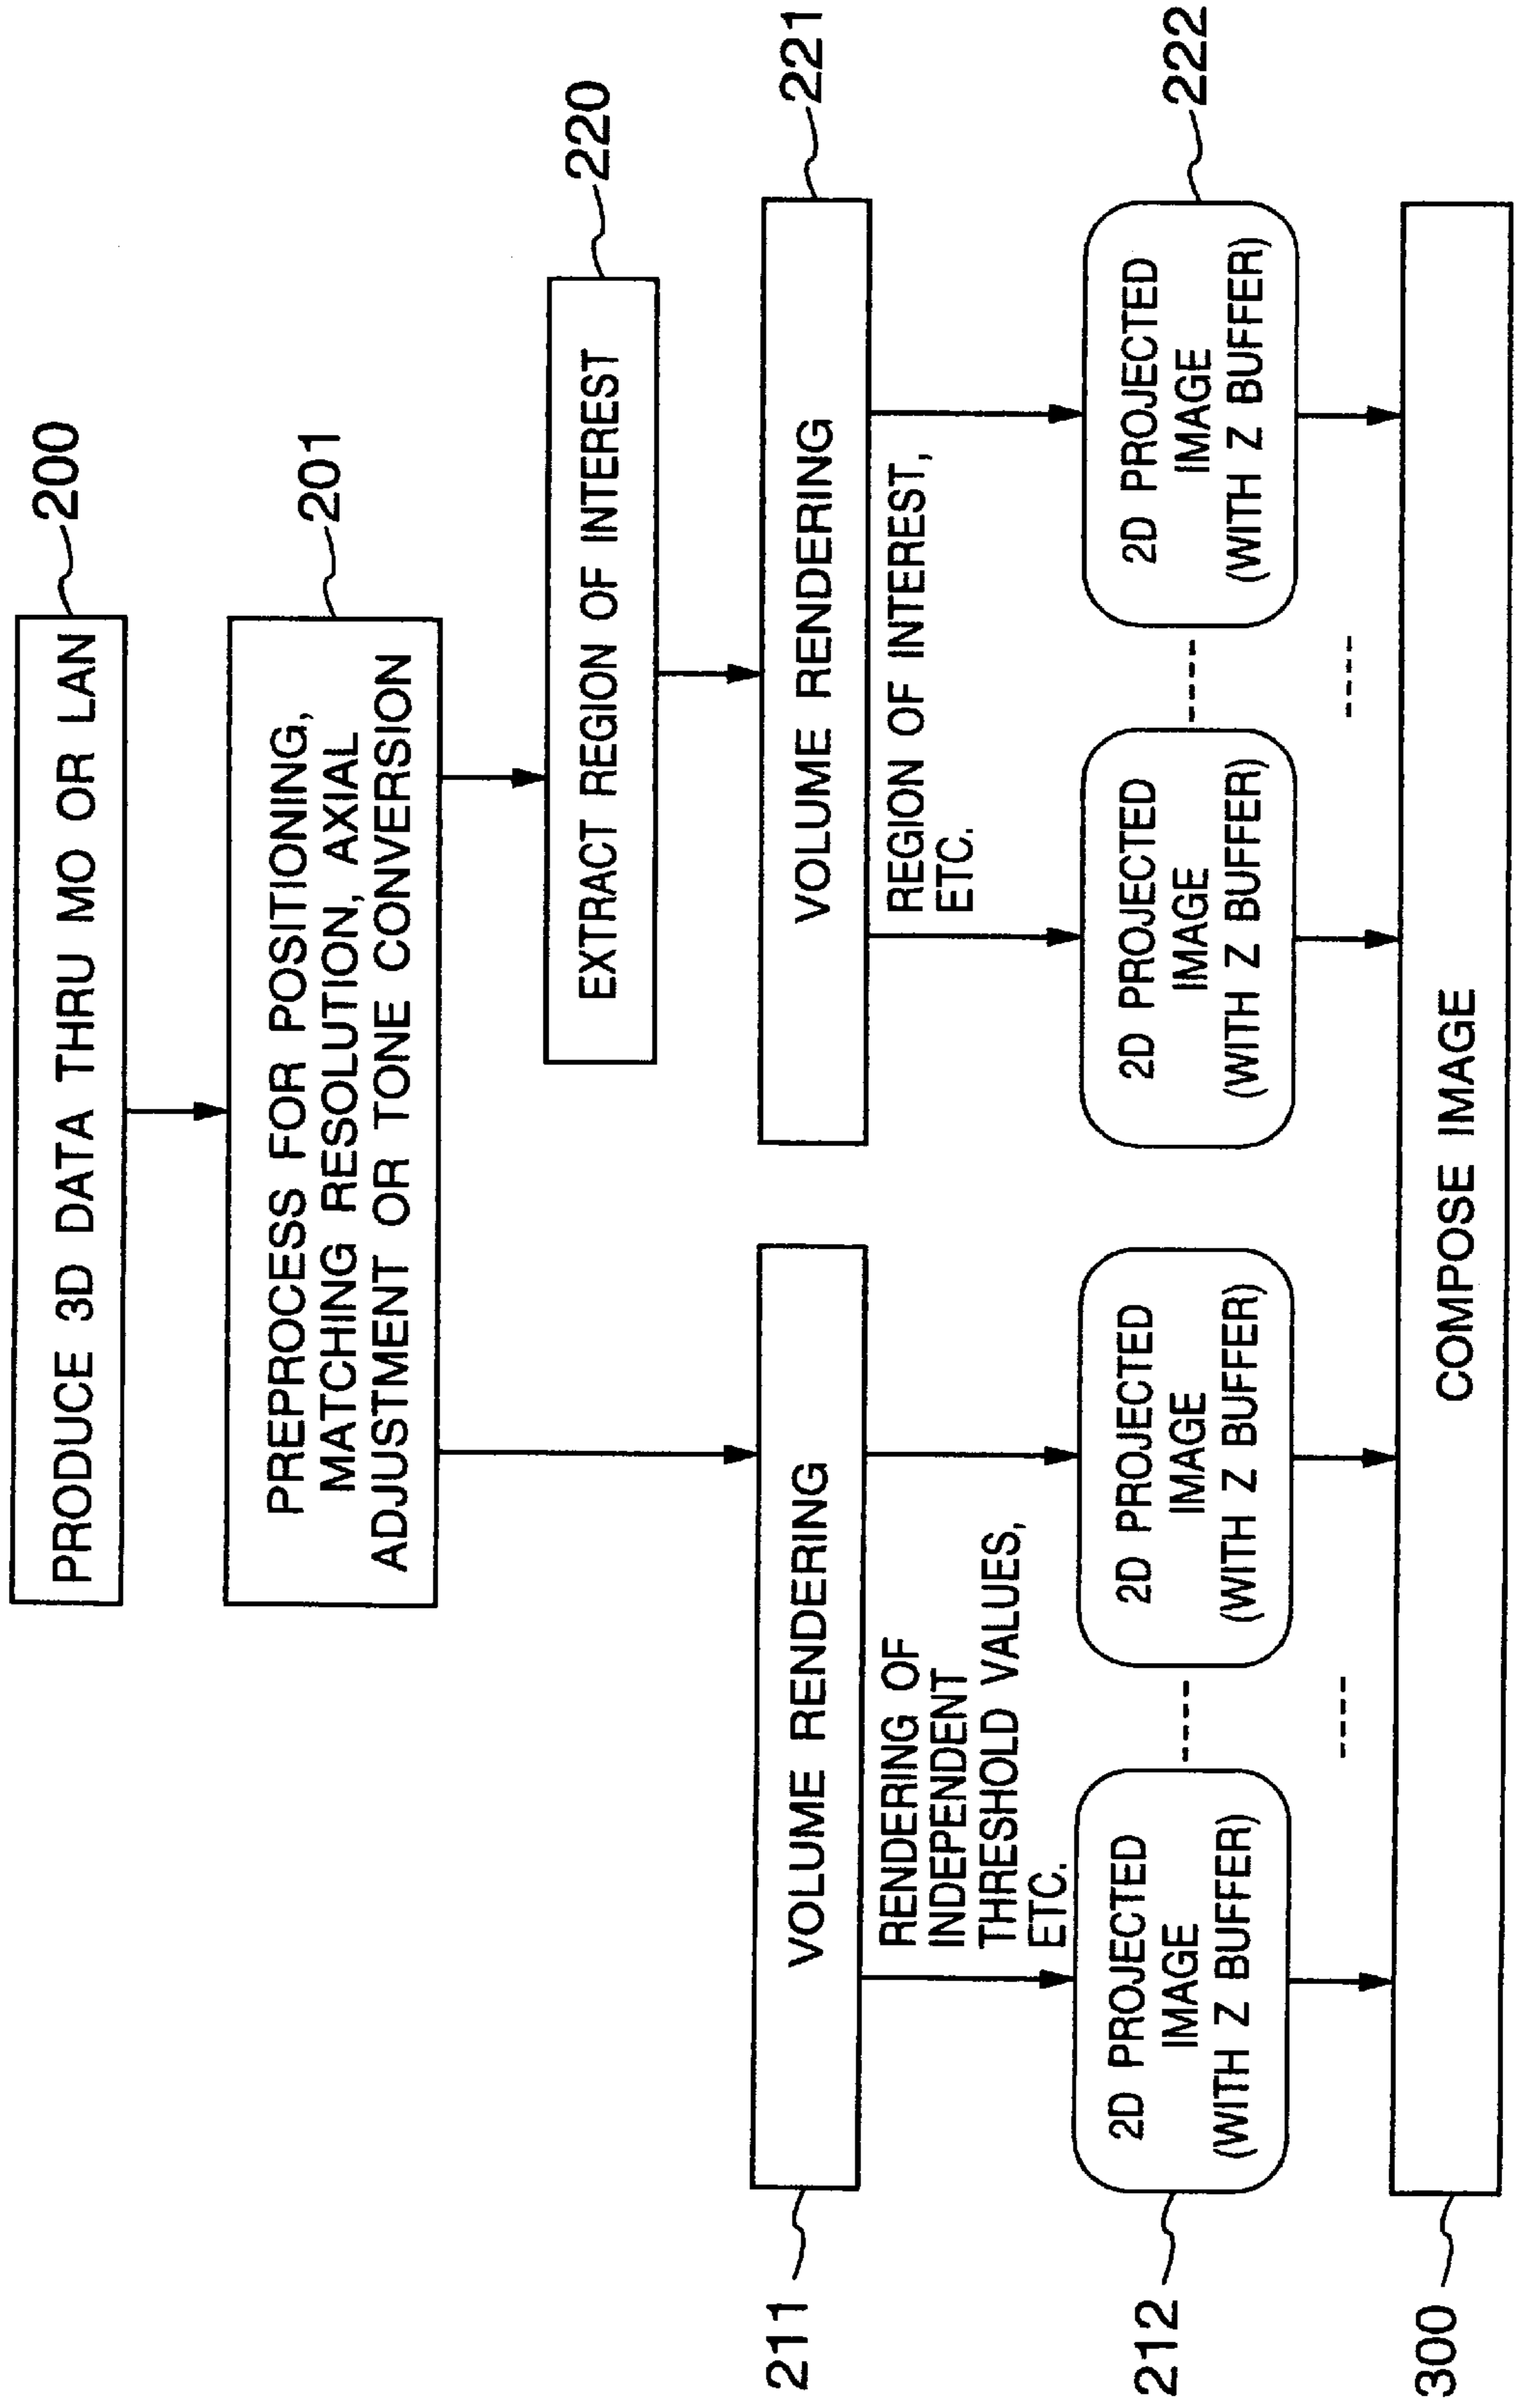 PRODUCE 3D DATA THRU MO OR LAN
200
PREPROCESS FOR POSITIONING,
MATCHING RESOLUTION, AXIAL
ADJUSTMENT OR TONE CONVERSION
201
EXTRACT REGION OF INTEREST
220
211
VOLUME RENDERING
VOLUME RENDERING
221
RENDERING OF
INDEPENDENT
THRESHOLD VALUES,
ETC.
REGION OF INTEREST,
ETC.
212
2D PROJECTED
IMAGE
(WITH Z BUFFER)
2D PROJECTED
IMAGE
(WITH Z BUFFER)
2D PROJECTED
IMAGE
(WITH Z BUFFER)
2D PROJECTED
IMAGE
(WITH Z BUFFER)
222
300
COMPOSE IMAGE